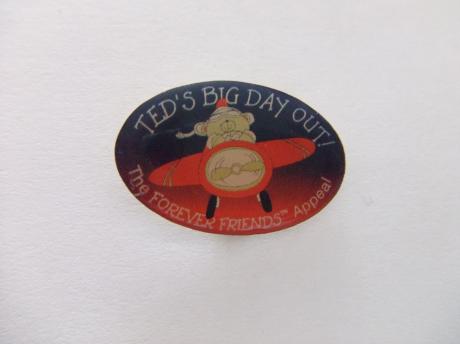 TED'S BIG DAY OUT!
The FOREVER FRIENDS™ Appeal